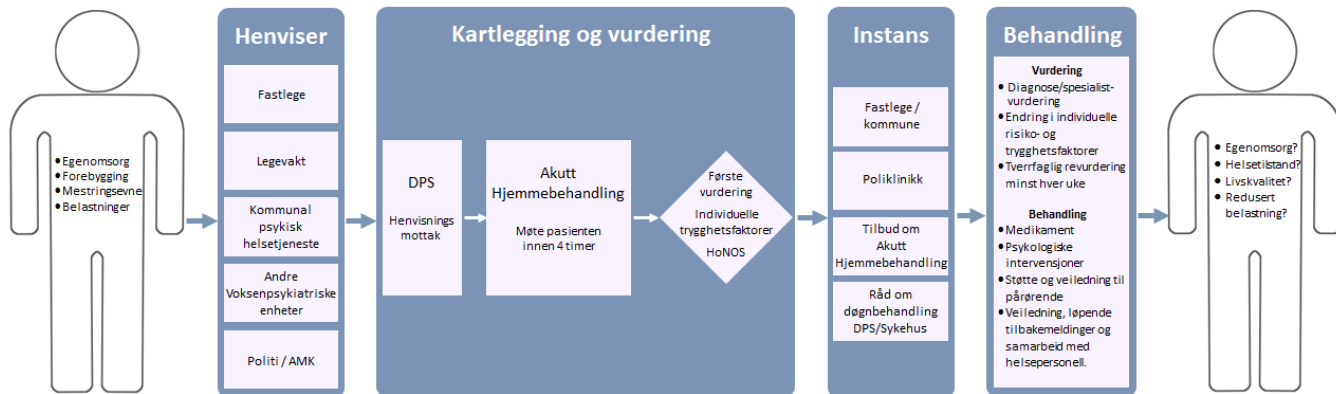 Egenomsorg
Forebygging
Mestringsevne
Belastninger
Henviser
Fastlege
Legevakt
Kommunal
psykisk
helsetjeneste
Andre
Voksenpsykiatriske
enheter
Politi / AMK
Kartlegging og vurdering
DPS
Henvisnings
mottak
Akutt
Hjemmebehandling
Møte pasienten
innen 4 timer
Første
vurdering
Individuelle
trygghetsfaktorer
HoNOS
Instans
Fastlege /
kommune
Poliklinikk
Tilbud om
Akutt
Hjemmebehandling
Råd om
døgnbehandling
DPS/Sykehus
Behandling
Vurdering
Diagnose/spesialist-
vurdering
Endring i individuelle
risiko- og
trygghetsfaktorer
Tverrfaglig revurdering
minst hver uke
Behandling
Medikament
Psykologiske
intervensjoner
Støtte og veiledning til
pårørende
Veiledning, løpende
tilbakemeldinger og
samarbeid med
helsepersonell.
Egenomsorg?
Helsetilstand?
Livskvalitet?
Redusert
belastning?